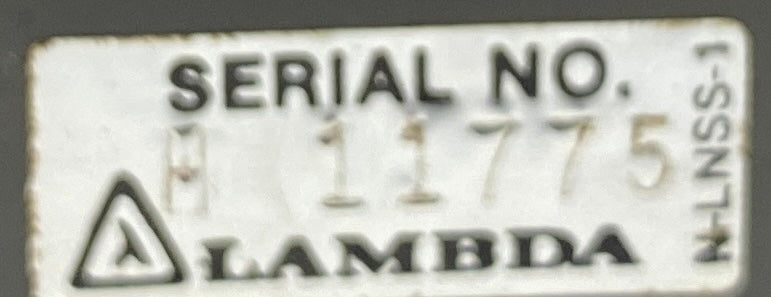 SERIAL NO.
H 11775
LAMBDA
N-LNSS-1